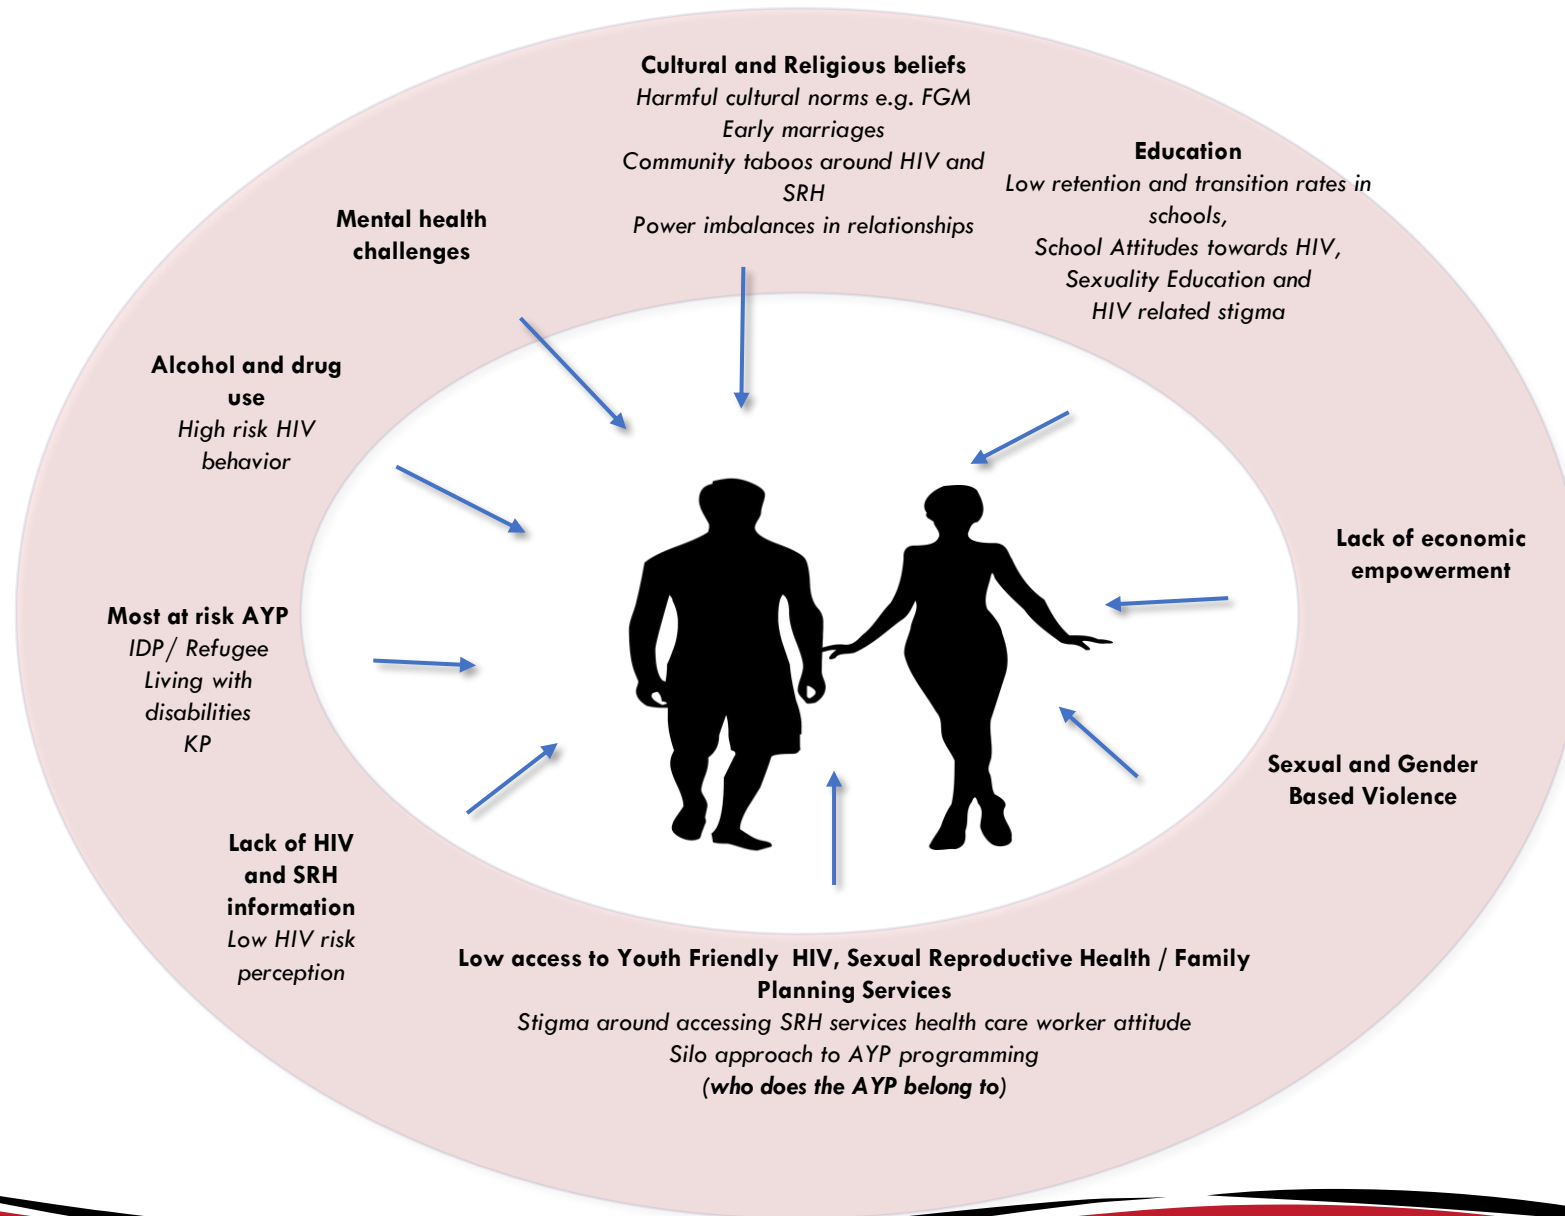 Cultural and Religious beliefs
Harmful cultural norms e.g. FGM
Early marriages
Community taboos around HIV and
SRH
Power imbalances in relationships
Education
Low retention and transition rates in
schools,
School Attitudes towards HIV,
Sexuality Education and
HIV related stigma
Mental health
challenges
Alcohol and drug
use
High risk HIV
behavior
Lack of economic
empowerment
Most at risk AYP
IDP/ Refugee
Living with
disabilities
KP
Sexual and Gender
Based Violence
Lack of HIV
and SRH
information
Low HIV risk
perception
Low access to Youth Friendly  HIV, Sexual Reproductive Health / Family
Planning Services
Stigma around accessing SRH services health care worker attitude
Silo approach to AYP programming
(who does the AYP belong to)